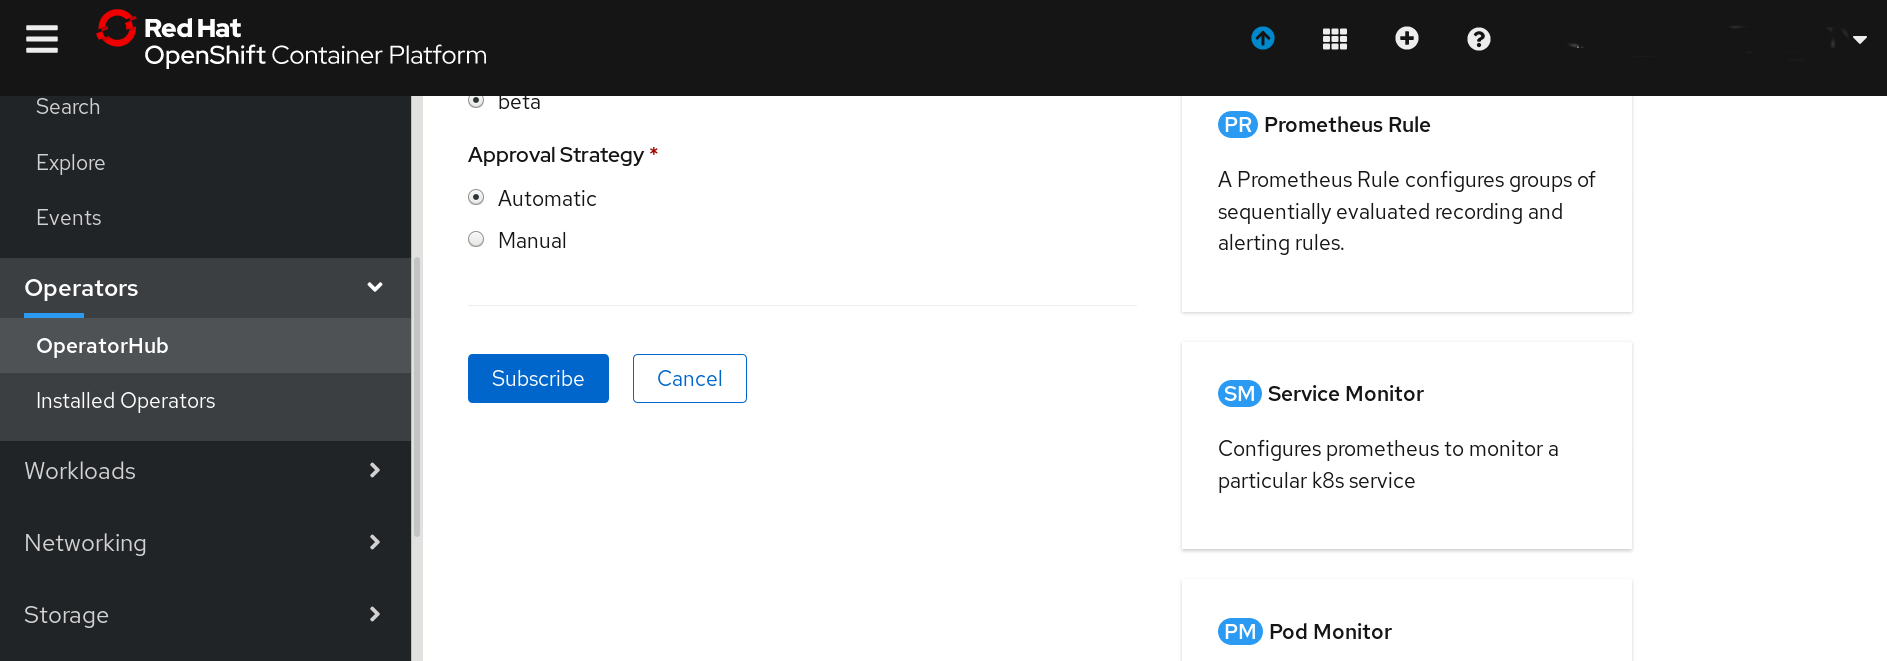 Red Hat
OpenShift Container Platform
Search
Explore
Events
Operators
OperatorHub
Installed Operators
Workloads
Networking
Storage
beta
Approval Strategy *
Automatic
Manual
Subscribe
Cancel
PR Prometheus Rule
A Prometheus Rule configures groups of
sequentially evaluated recording and
alerting rules.
SM Service Monitor
Configures prometheus to monitor a
particular k8s service
PM Pod Monitor